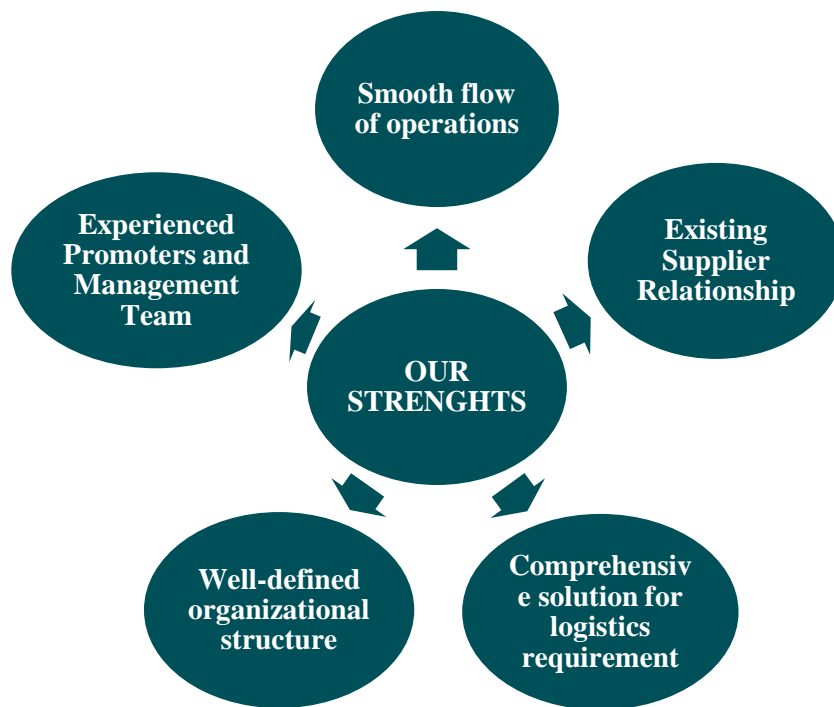 Smooth flow
of operations
Experienced
Promoters and
Management
Team
Existing
Supplier
Relationship
OUR
STRENGHTS
Well-defined
organizational
structure
Comprehensiv
e solution for
logistics
requirement